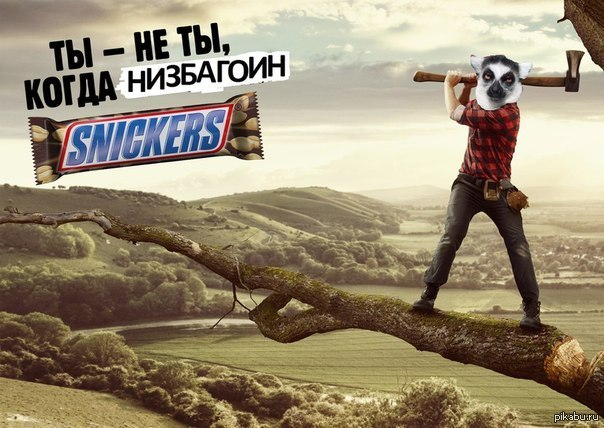 ТЫ – НЕ ТЫ,
КОГДА НИЗБАГОИН
SNICKERS
pikabu.ru